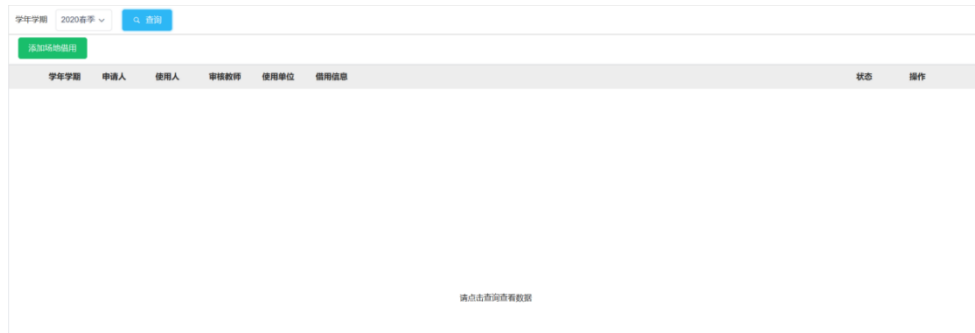 学年学期 2020春季 查询
添加场地借用
学年学期 申请人 使用人 审核教师 使用单位 借用信息 状态 操作
请点击查询查看数据